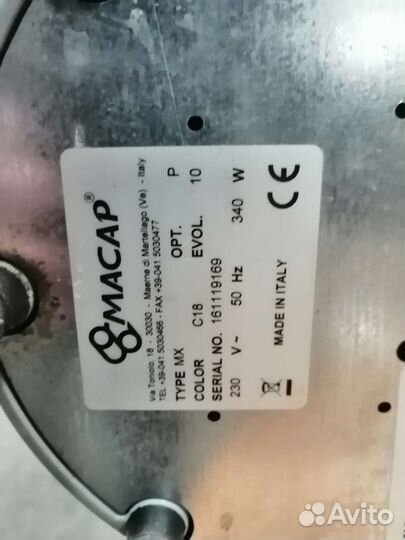 MACAP®
Via Toniolo, 18 - 30030 - Maerne di Martellago (Ve) - Italy
TEL +39-041 5030466 - FAX +39-041 5030477
TYPE MX OPT. P
COLOR C18 EVOL. 10
SERIAL NO. 161119169
230 V~ 50 Hz 340 W
MADE IN ITALY
CE
Avito